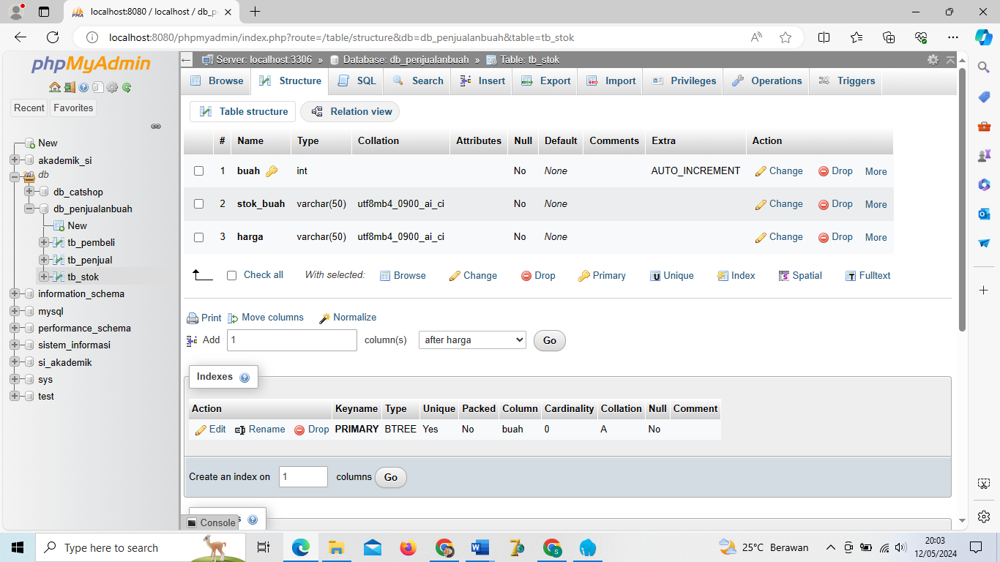 localhost:8080 / localhost / db_p
localhost:8080/phpmyadmin/index.php?route=/table/structure&db=db_penjualanbuah&table=tb_stok
phpMyAdmin
Recent Favorites
New
akademik_si
db
db_catshop
db_penjualanbuah
New
tb_pembeli
tb_penjual
tb_stok
information_schema
mysql
performance_schema
sistem_informasi
si_akademik
sys
test
Server: localhost:3306 » Database: db_penjualanbuah » Table: tb_stok
Browse Structure SQL Search Insert Export Import Privileges Operations Triggers
Table structure Relation view
# Name Type Collation Attributes Null Default Comments Extra Action
1 buah int No None AUTO_INCREMENT Change Drop More
2 stok_buah varchar(50) utf8mb4_0900_ai_ci No None Change Drop More
3 harga varchar(50) utf8mb4_0900_ai_ci No None Change Drop More
Check all With selected: Browse Change Drop Primary Unique Index Spatial Fulltext
Print Move columns Normalize
Add 1 column(s) after harga Go
Indexes
Action Keyname Type Unique Packed Column Cardinality Collation Null Comment
Edit Rename Drop PRIMARY BTREE Yes No buah 0 A No
Create an index on 1 columns Go
Console
Type here to search
25°C Berawan
20:03
12/05/2024